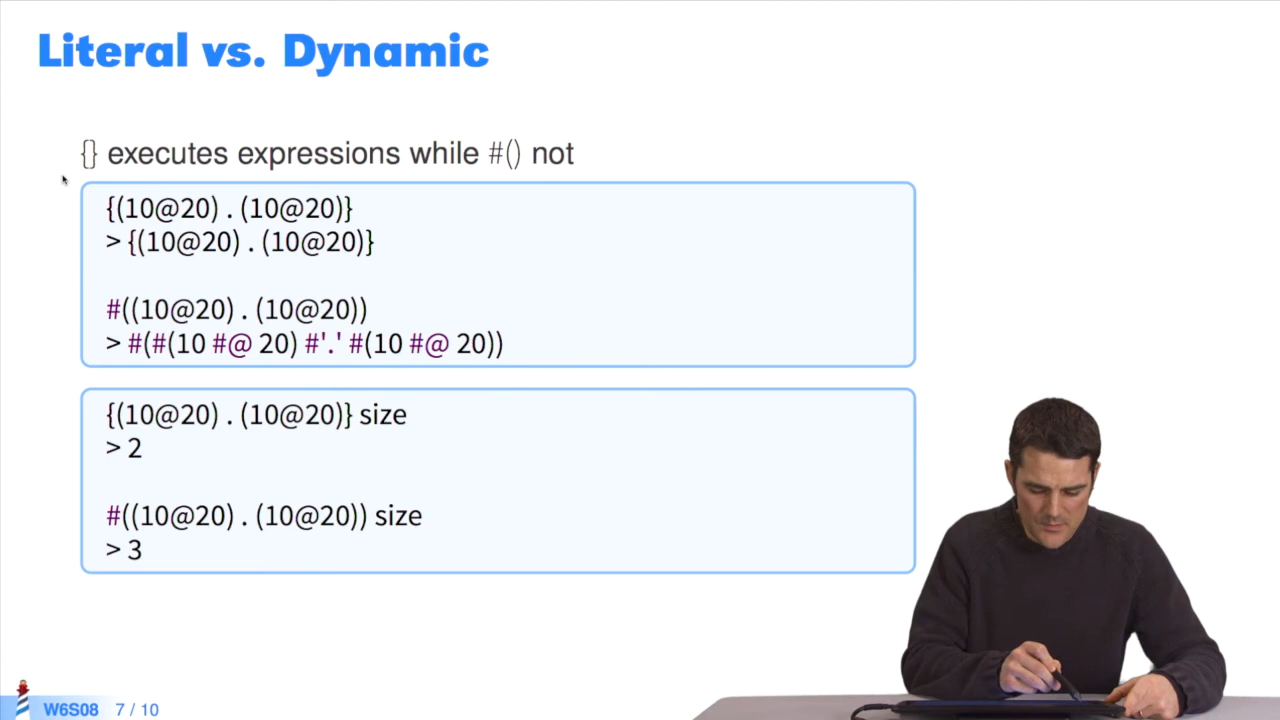 Literal vs. Dynamic
{} executes expressions while #() not
{(10@20) . (10@20)}
> {(10@20) . (10@20)}
#((10@20) . (10@20))
> #(#(10 #@ 20) #'.' #(10 #@ 20))
{(10@20) . (10@20)} size
> 2
#((10@20) . (10@20)) size
> 3
W6S08 7 / 10